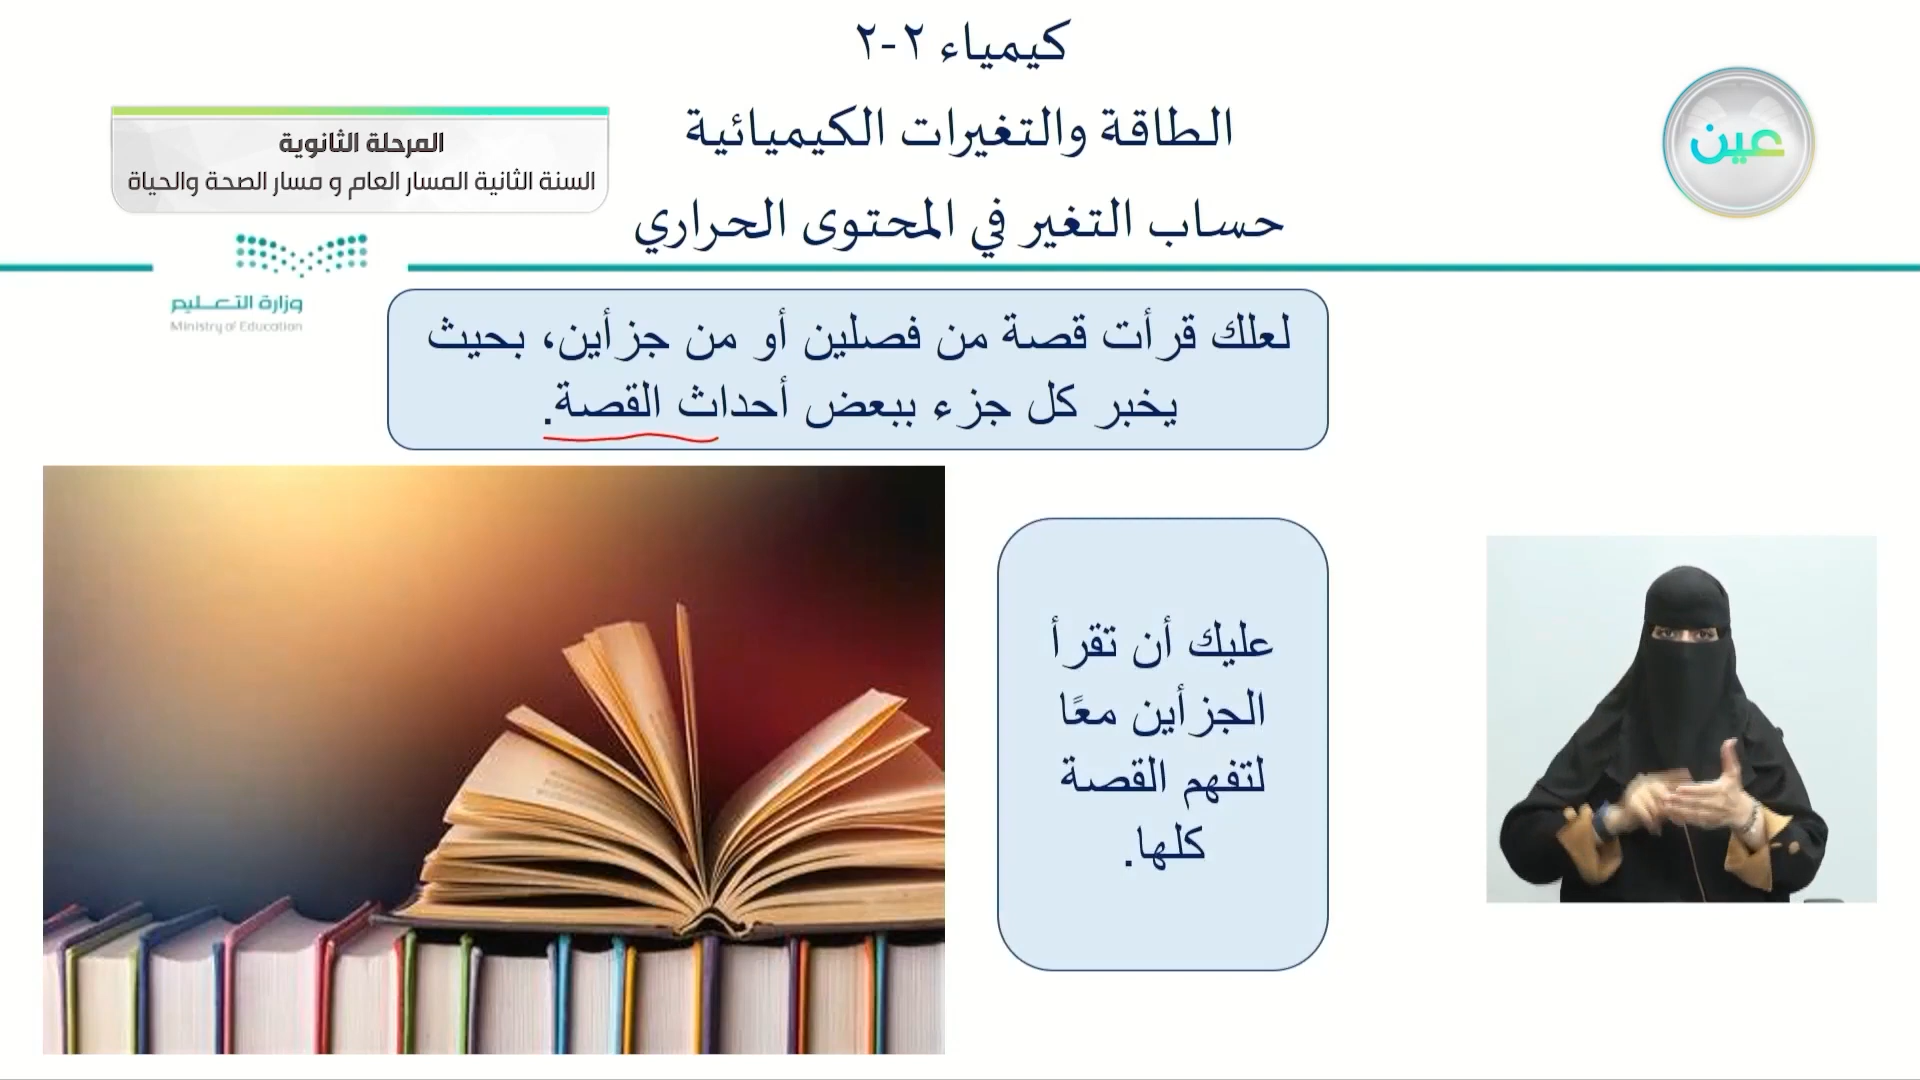 كيمياء ٢-٢
الطاقة والتغيرات الكيميائية
حساب التغير في المحتوى الحراري
عين
المرحلة الثانوية
السنة الثانية المسار العام و مسار الصحة والحياة
وزارة التعليم
Ministry of Education
لعلك قرأت قصة من فصلين أو من جزأين، بحيث
يخبر كل جزء ببعض أحداث القصة.
عليك أن تقرأ
الجزأين معًا
لتفهم القصة
كلها.